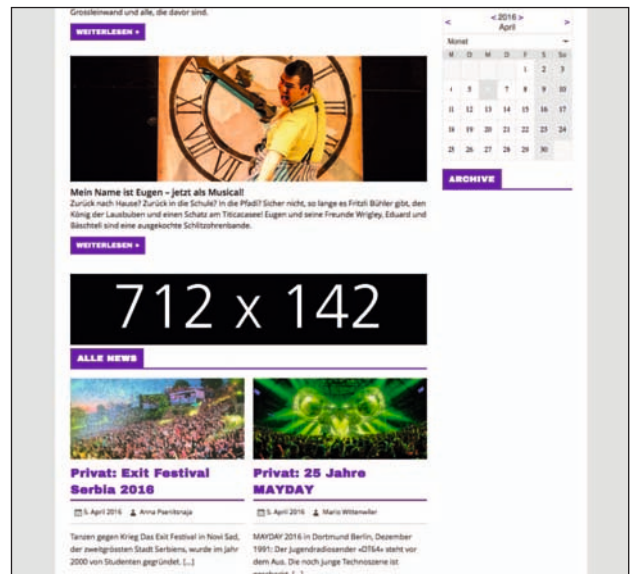 Grossleinwand und alle, die davor sind.
WEITERLESEN »
Mein Name ist Eugen – jetzt als Musical!
Zurück nach Hause? Zurück in die Schule? In die Pfadi? Sicher nicht, so lange es Fritzli Bühler gibt, den
König der Lausbuben und einen Schatz am Titicacasee! Eugen und seine Freunde Wrigley, Eduard und
Bäschteli sind eine ausgekochte Schlitzohrenbande.
WEITERLESEN »
712 x 142
ALLE NEWS
Privat: Exit Festival
Serbia 2016
5. April 2016 Anna Psenitsnaja
Tanzen gegen Krieg Das Exit Festival in Novi Sad,
der zweitgrössten Stadt Serbiens, wurde im Jahr
2000 von Studenten gegründet. [...]
Privat: 25 Jahre
MAYDAY
5. April 2016 Mario Wittenwiler
MAYDAY 2016 in Dortmund Berlin, Dezember
1991: Der Jugendradiosender «DT64» steht vor
dem Aus. Die noch junge Technoszene ist
geschockt. [...]
< < 2016 > >
April
Monat
M D M D F S So
1 2 3
4 5 6 7 8 9 10
11 12 13 14 15 16 17
18 19 20 21 22 23 24
25 26 27 28 29 30
ARCHIVE